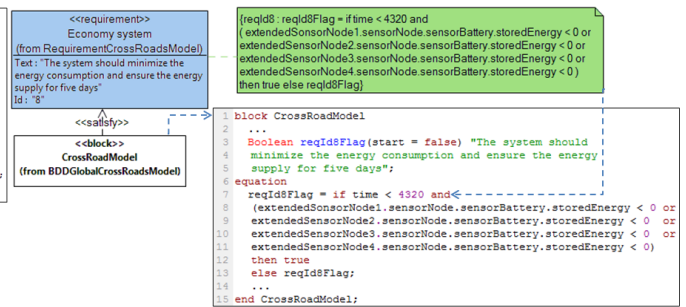 <<requirement>>
Economy system
(from RequirementCrossRoadsModel)
Text : "The system should minimize the
energy consumption and ensure the energy
supply for five days"
Id : "8"
<<satisfy>>
<<block>>
CrossRoadModel
(from BDDGlobalCrossRoadsModel)
{reqId8 : reqId8Flag = if time < 4320 and
( extendedSonsorNode1.sensorNode.sensorBattery.storedEnergy < 0 or
extendedSensorNode2.sensorNode.sensorBattery.storedEnergy < 0 or
extendedSensorNode3.sensorNode.sensorBattery.storedEnergy < 0 or
extendedSensorNode4.sensorNode.sensorBattery.storedEnergy < 0 )
then true else reqId8Flag}
1 block CrossRoadModel
2 ...
3 Boolean reqId8Flag(start = false) "The system should
4 minimize the energy consumption and ensure the energy
5 supply for five days";
6 equation
7 reqId8Flag = if time < 4320 and
8 (extendedSonsorNode1.sensorNode.sensorBattery.storedEnergy < 0 or
9 extendedSensorNode2.sensorNode.sensorBattery.storedEnergy < 0 or
10 extendedSensorNode3.sensorNode.sensorBattery.storedEnergy < 0 or
11 extendedSensorNode4.sensorNode.sensorBattery.storedEnergy < 0)
12 then true
13 else reqId8Flag;
14 ...
15 end CrossRoadModel;